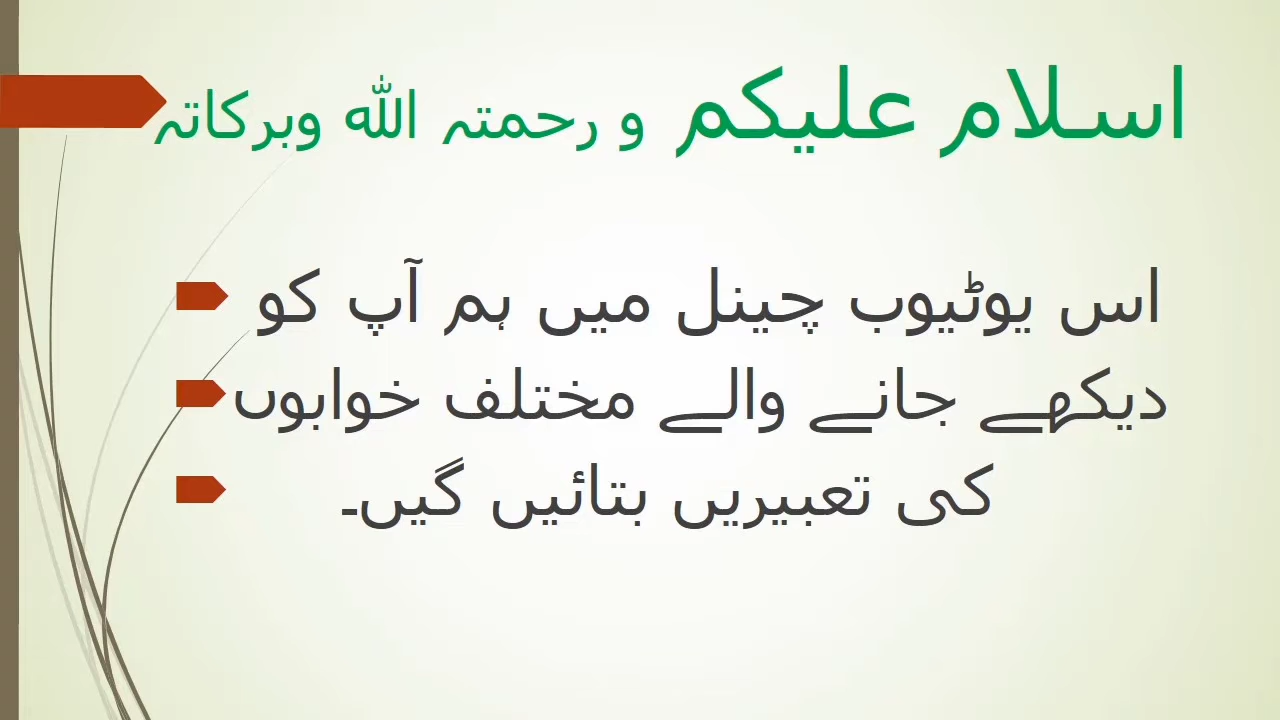 اسلام علیکم و رحمتہ اللہ وبرکاتہ
اس یوٹیوب چینل میں ہم آپ کو
دیکھے جانے والے مختلف خوابوں
کی تعبیریں بتائیں گیں۔